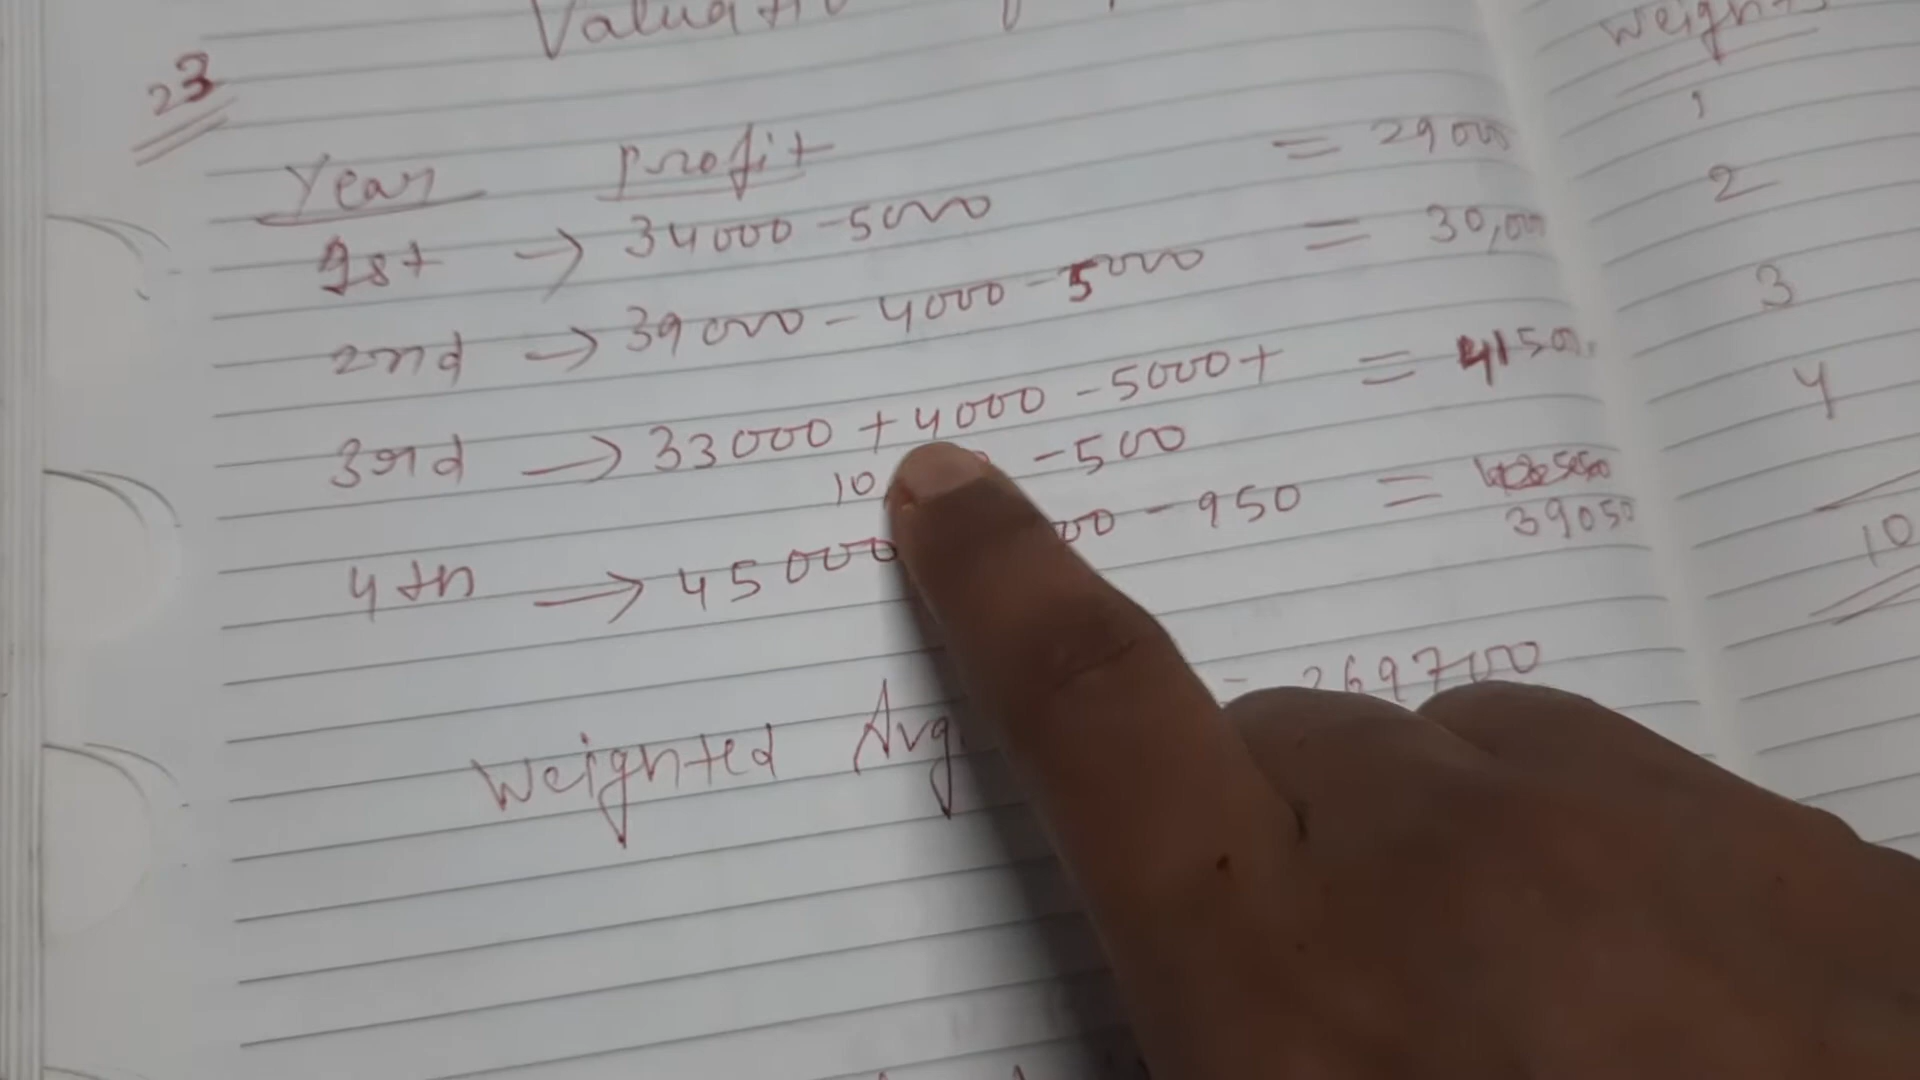 23
Year Profit Weight
1st → 34000 - 5000 = 29000 1
2nd → 39000 - 4000 - 5000 = 30,000 2
3rd → 33000 + 4000 - 5000 + = 41500 3
10 - 500
4th → 45000 00 - 950 = 39050 4
10
Weighted Avg = 269700